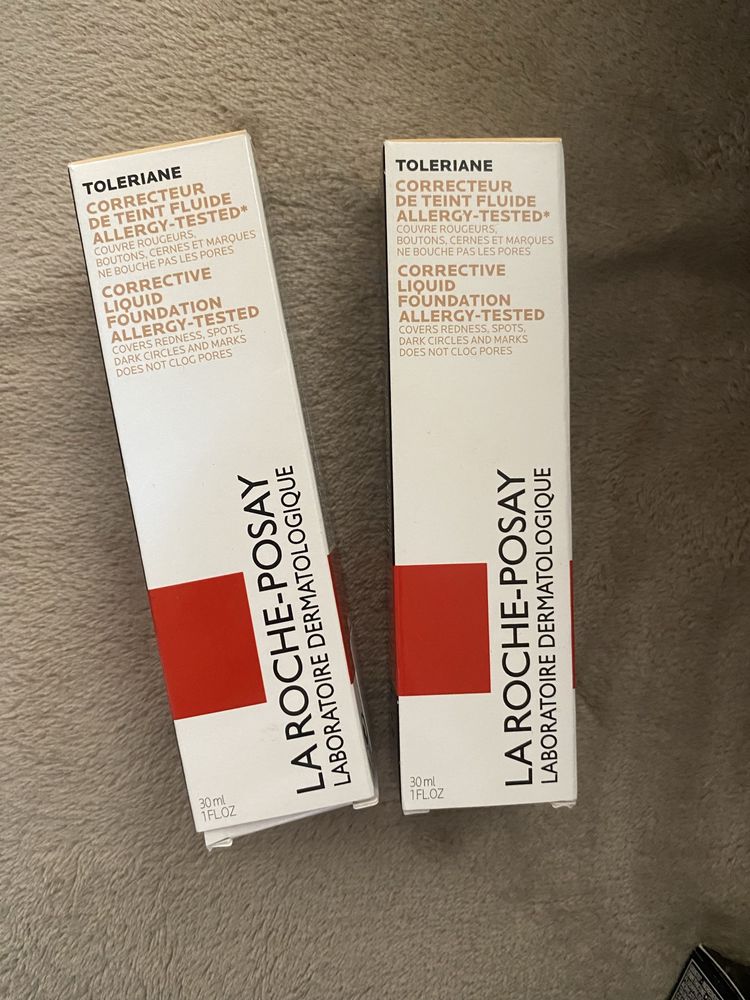 TOLERIANE
CORRECTEUR
DE TEINT FLUIDE
ALLERGY-TESTED*
COUVRE ROUGEURS,
BOUTONS, CERNES ET MARQUES
NE BOUCHE PAS LES PORES
CORRECTIVE
LIQUID
FOUNDATION
ALLERGY-TESTED
COVERS REDNESS, SPOTS,
DARK CIRCLES AND MARKS
DOES NOT CLOG PORES
LA ROCHE-POSAY
LABORATOIRE DERMATOLOGIQUE
30 ml
1 FL.OZ
TOLERIANE
CORRECTEUR
DE TEINT FLUIDE
ALLERGY-TESTED*
COUVRE ROUGEURS,
BOUTONS, CERNES ET MARQUES
NE BOUCHE PAS LES PORES
CORRECTIVE
LIQUID
FOUNDATION
ALLERGY-TESTED
COVERS REDNESS, SPOTS,
DARK CIRCLES AND MARKS
DOES NOT CLOG PORES
LA ROCHE-POSAY
LABORATOIRE DERMATOLOGIQUE
30 ml
1 FL.OZ